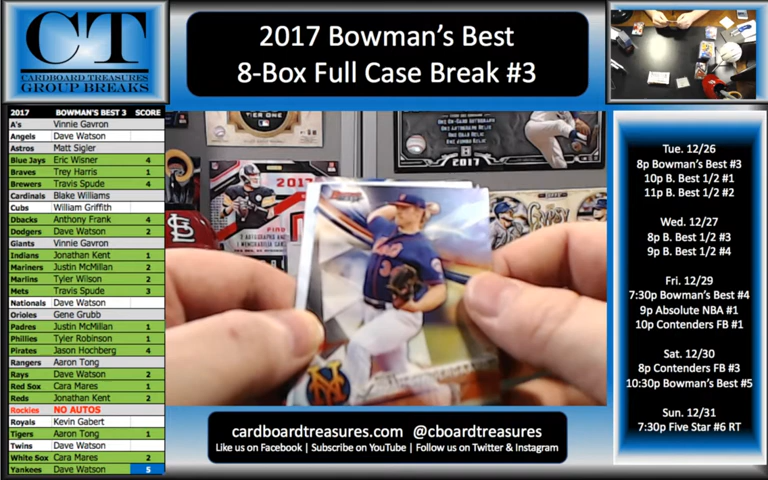 CT
CARDBOARD TREASURES
GROUP BREAKS
2017 Bowman's Best
8-Box Full Case Break #3
2017 BOWMAN'S BEST 3 SCORE
A's Vinnie Gavron
Angels Dave Watson
Astros Matt Sigler
Blue Jays Eric Wisner 4
Braves Trey Harris 1
Brewers Travis Spude 4
Cardinals Blake Williams
Cubs William Griffith
Dbacks Anthony Frank 4
Dodgers Dave Watson 2
Giants Vinnie Gavron
Indians Jonathan Kent 1
Mariners Justin McMillan 2
Marlins Tyler Wilson 2
Mets Travis Spude 3
Nationals Dave Watson
Orioles Gene Grubb
Padres Justin McMillan 1
Phillies Tyler Robinson 1
Pirates Jason Hochberg 4
Rangers Aaron Tong
Rays Dave Watson 2
Red Sox Cara Mares 1
Reds Jonathan Kent 2
Rockies NO AUTOS
Royals Kevin Gabert
Tigers Aaron Tong 1
Twins Dave Watson
White Sox Cara Mares 2
Yankees Dave Watson 5
TIER ONE
2017
2017
GYPSY
Mets
cardboardtreasures.com @cboardtreasures
Like us on Facebook | Subscribe on YouTube | Follow us on Twitter & Instagram
Tue. 12/26
8p Bowman's Best #3
10p B. Best 1/2 #1
11p B. Best 1/2 #2
Wed. 12/27
8p B. Best 1/2 #3
9p B. Best 1/2 #4
Fri. 12/29
7:30p Bowman's Best #4
9p Absolute NBA #1
10p Contenders FB #1
Sat. 12/30
8p Contenders FB #3
10:30p Bowman's Best #5
Sun. 12/31
7:30p Five Star #6 RT